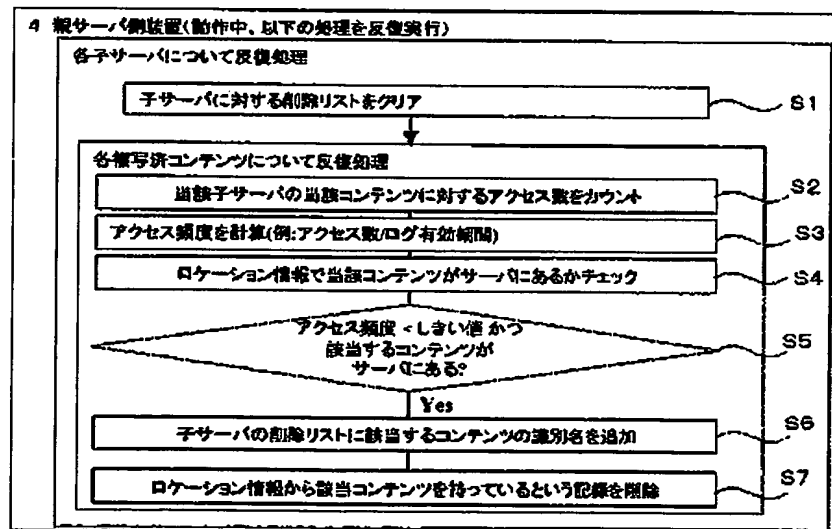 4 親サーバ側装置(動作中、以下の処理を反復実行)
各子サーバについて反復処理
子サーバに対する削除リストをクリア
S1
各複写済コンテンツについて反復処理
当該子サーバの当該コンテンツに対するアクセス数をカウント
S2
アクセス頻度を計算(例:アクセス数/ログ有効期間)
S3
ロケーション情報で当該コンテンツがサーバにあるかチェック
S4
アクセス頻度 < しきい値 かつ
該当するコンテンツが
サーバにある?
S5
Yes
子サーバの削除リストに該当するコンテンツの識別名を追加
S6
ロケーション情報から該当コンテンツを持っているという記録を削除
S7